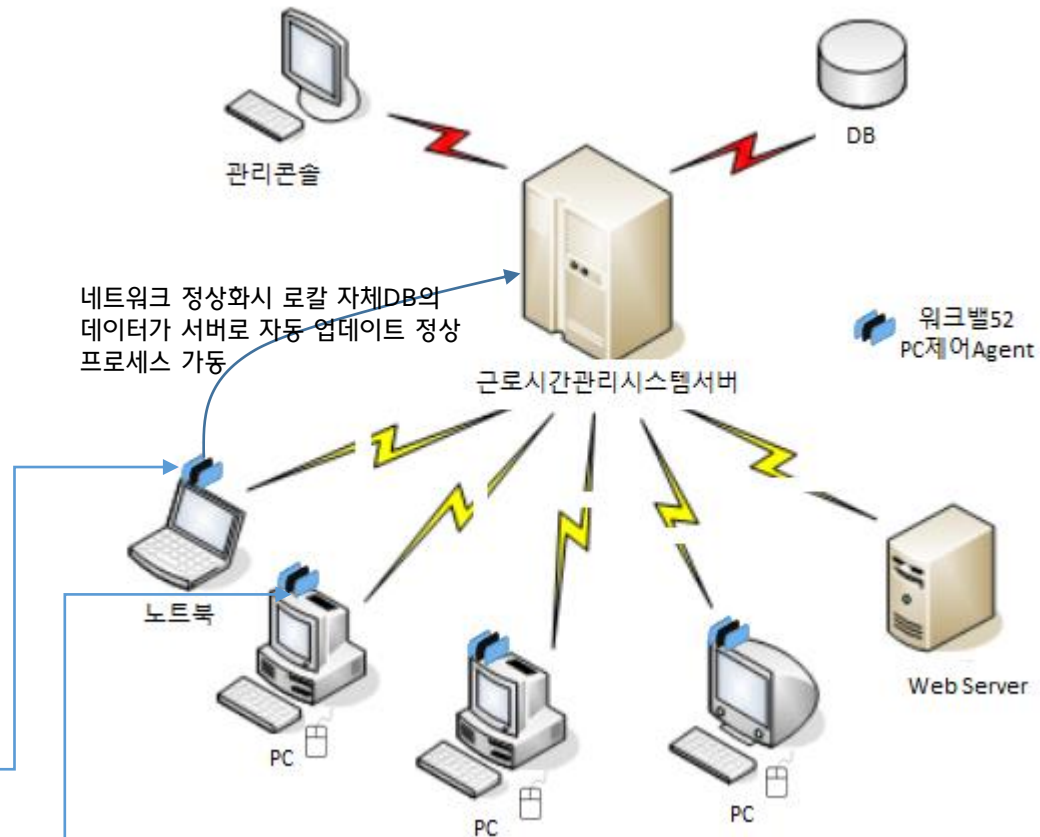 관리콘솔
DB
네트워크 정상화시 로칼 자체DB의
데이터가 서버로 자동 업데이트 정상
프로세스 가동
워크밸52
PC제어Agent
근로시간관리시스템서버
노트북
Web Server
PC
PC
PC